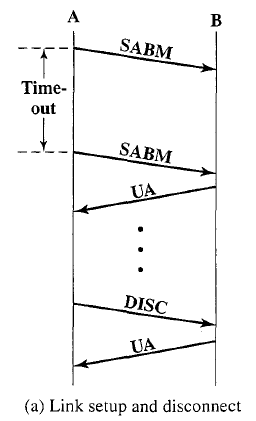 A
B
SABM
Time-
out
SABM
UA
DISC
UA
(a) Link setup and disconnect